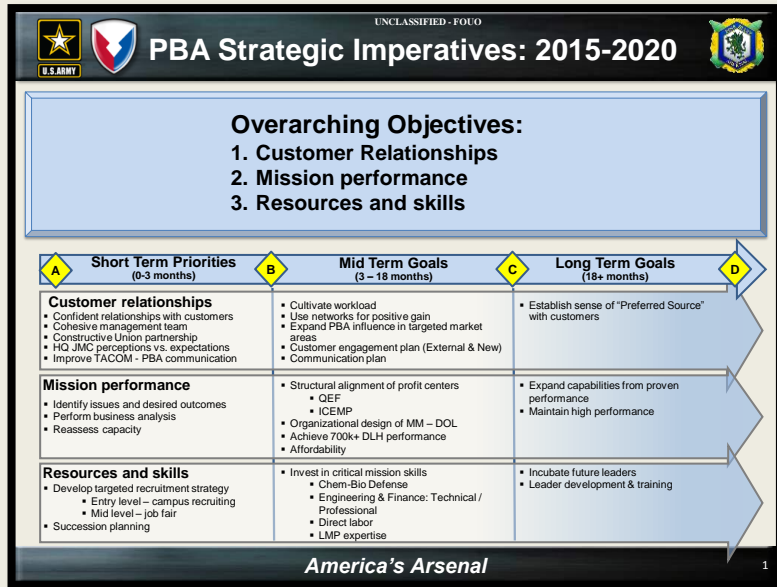 UNCLASSIFIED - FOUO
U.S.ARMY
PBA Strategic Imperatives: 2015-2020
Overarching Objectives:
1. Customer Relationships
2. Mission performance
3. Resources and skills
A
Short Term Priorities
(0-3 months)
B
Mid Term Goals
(3 – 18 months)
C
Long Term Goals
(18+ months)
D
Customer relationships
▪ Confident relationships with customers
▪ Cohesive management team
▪ Constructive Union partnership
▪ HQ JMC perceptions vs. expectations
▪ Improve TACOM - PBA communication
▪ Cultivate workload
▪ Use networks for positive gain
▪ Expand PBA influence in targeted market
areas
▪ Customer engagement plan (External & New)
▪ Communication plan
▪ Establish sense of “Preferred Source”
with customers
Mission performance
▪ Identify issues and desired outcomes
▪ Perform business analysis
▪ Reassess capacity
▪ Structural alignment of profit centers
▪ QEF
▪ ICEMP
▪ Organizational design of MM – DOL
▪ Achieve 700k+ DLH performance
▪ Affordability
▪ Expand capabilities from proven
performance
▪ Maintain high performance
Resources and skills
▪ Develop targeted recruitment strategy
▪ Entry level – campus recruiting
▪ Mid level – job fair
▪ Succession planning
▪ Invest in critical mission skills
▪ Chem-Bio Defense
▪ Engineering & Finance: Technical /
Professional
▪ Direct labor
▪ LMP expertise
▪ Incubate future leaders
▪ Leader development & training
America’s Arsenal
1